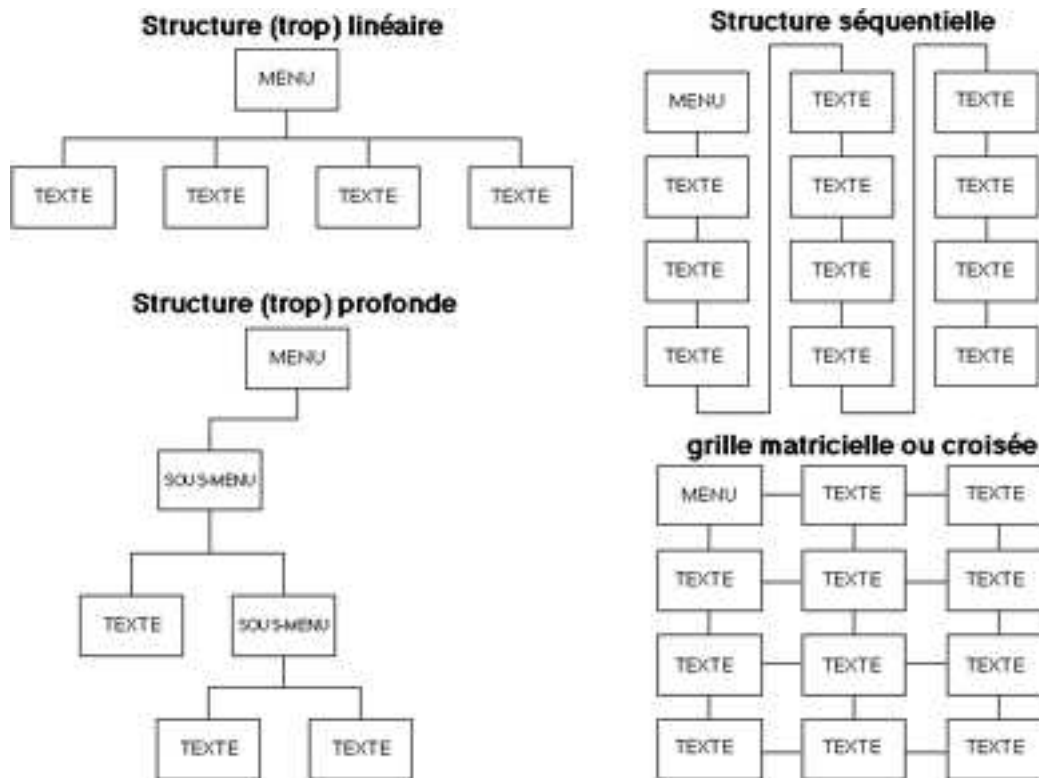 Structure (trop) linéaire
MENU
TEXTE TEXTE TEXTE TEXTE
Structure (trop) profonde
MENU
SOUS-MENU
TEXTE SOUS-MENU
TEXTE TEXTE
Structure séquentielle
MENU TEXTE TEXTE
TEXTE TEXTE TEXTE
TEXTE TEXTE TEXTE
TEXTE TEXTE TEXTE
grille matricielle ou croisée
MENU TEXTE TEXTE
TEXTE TEXTE TEXTE
TEXTE TEXTE TEXTE
TEXTE TEXTE TEXTE